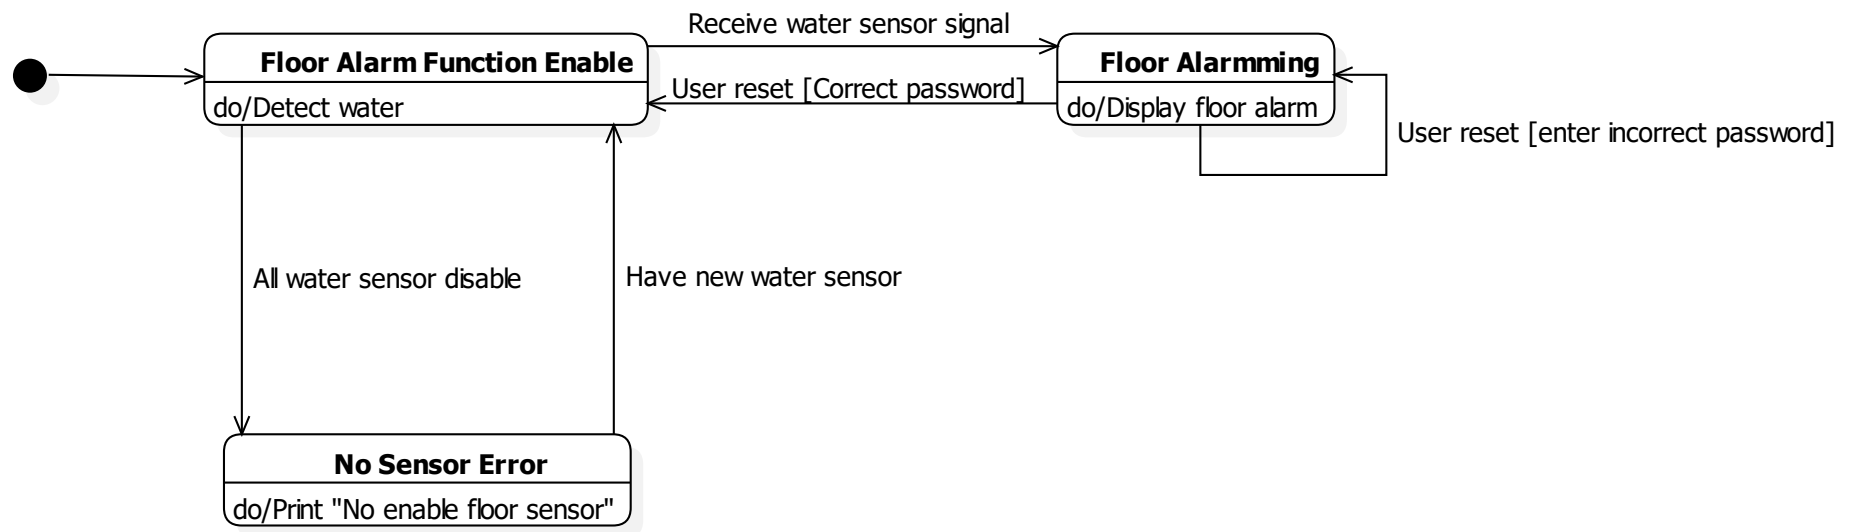 Receive water sensor signal
Floor Alarm Function Enable
Floor Alarmming
User reset [Correct password]
do/Detect water
do/Display floor alarm
User reset [enter incorrect password]
All water sensor disable
Have new water sensor
No Sensor Error
do/Print "No enable floor sensor"